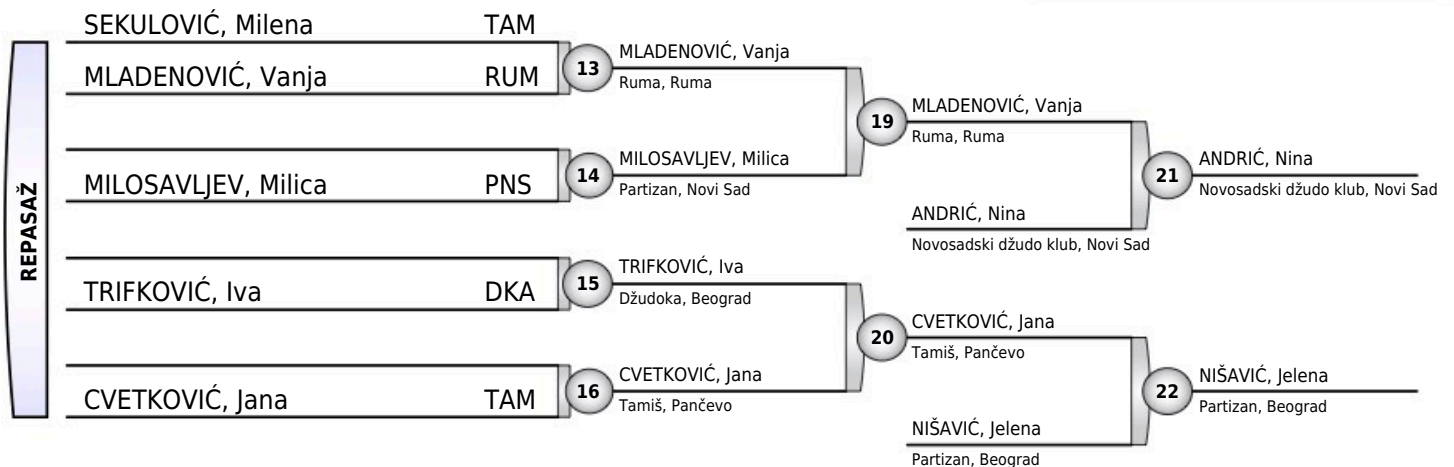 SEKULOVIĆ, Milena TAM
MLADENOVIĆ, Vanja RUM
MILOSAVLJEV, Milica PNS
TRIFKOVIĆ, Iva DKA
CVETKOVIĆ, Jana TAM
REPASAŽ
13
MLADENOVIĆ, Vanja
Ruma, Ruma
14
MILOSAVLJEV, Milica
Partizan, Novi Sad
15
TRIFKOVIĆ, Iva
Džudoka, Beograd
16
CVETKOVIĆ, Jana
Tamiš, Pančevo
19
MLADENOVIĆ, Vanja
Ruma, Ruma
ANDRIĆ, Nina
Novosadski džudo klub, Novi Sad
20
CVETKOVIĆ, Jana
Tamiš, Pančevo
NIŠAVIĆ, Jelena
Partizan, Beograd
21
ANDRIĆ, Nina
Novosadski džudo klub, Novi Sad
22
NIŠAVIĆ, Jelena
Partizan, Beograd